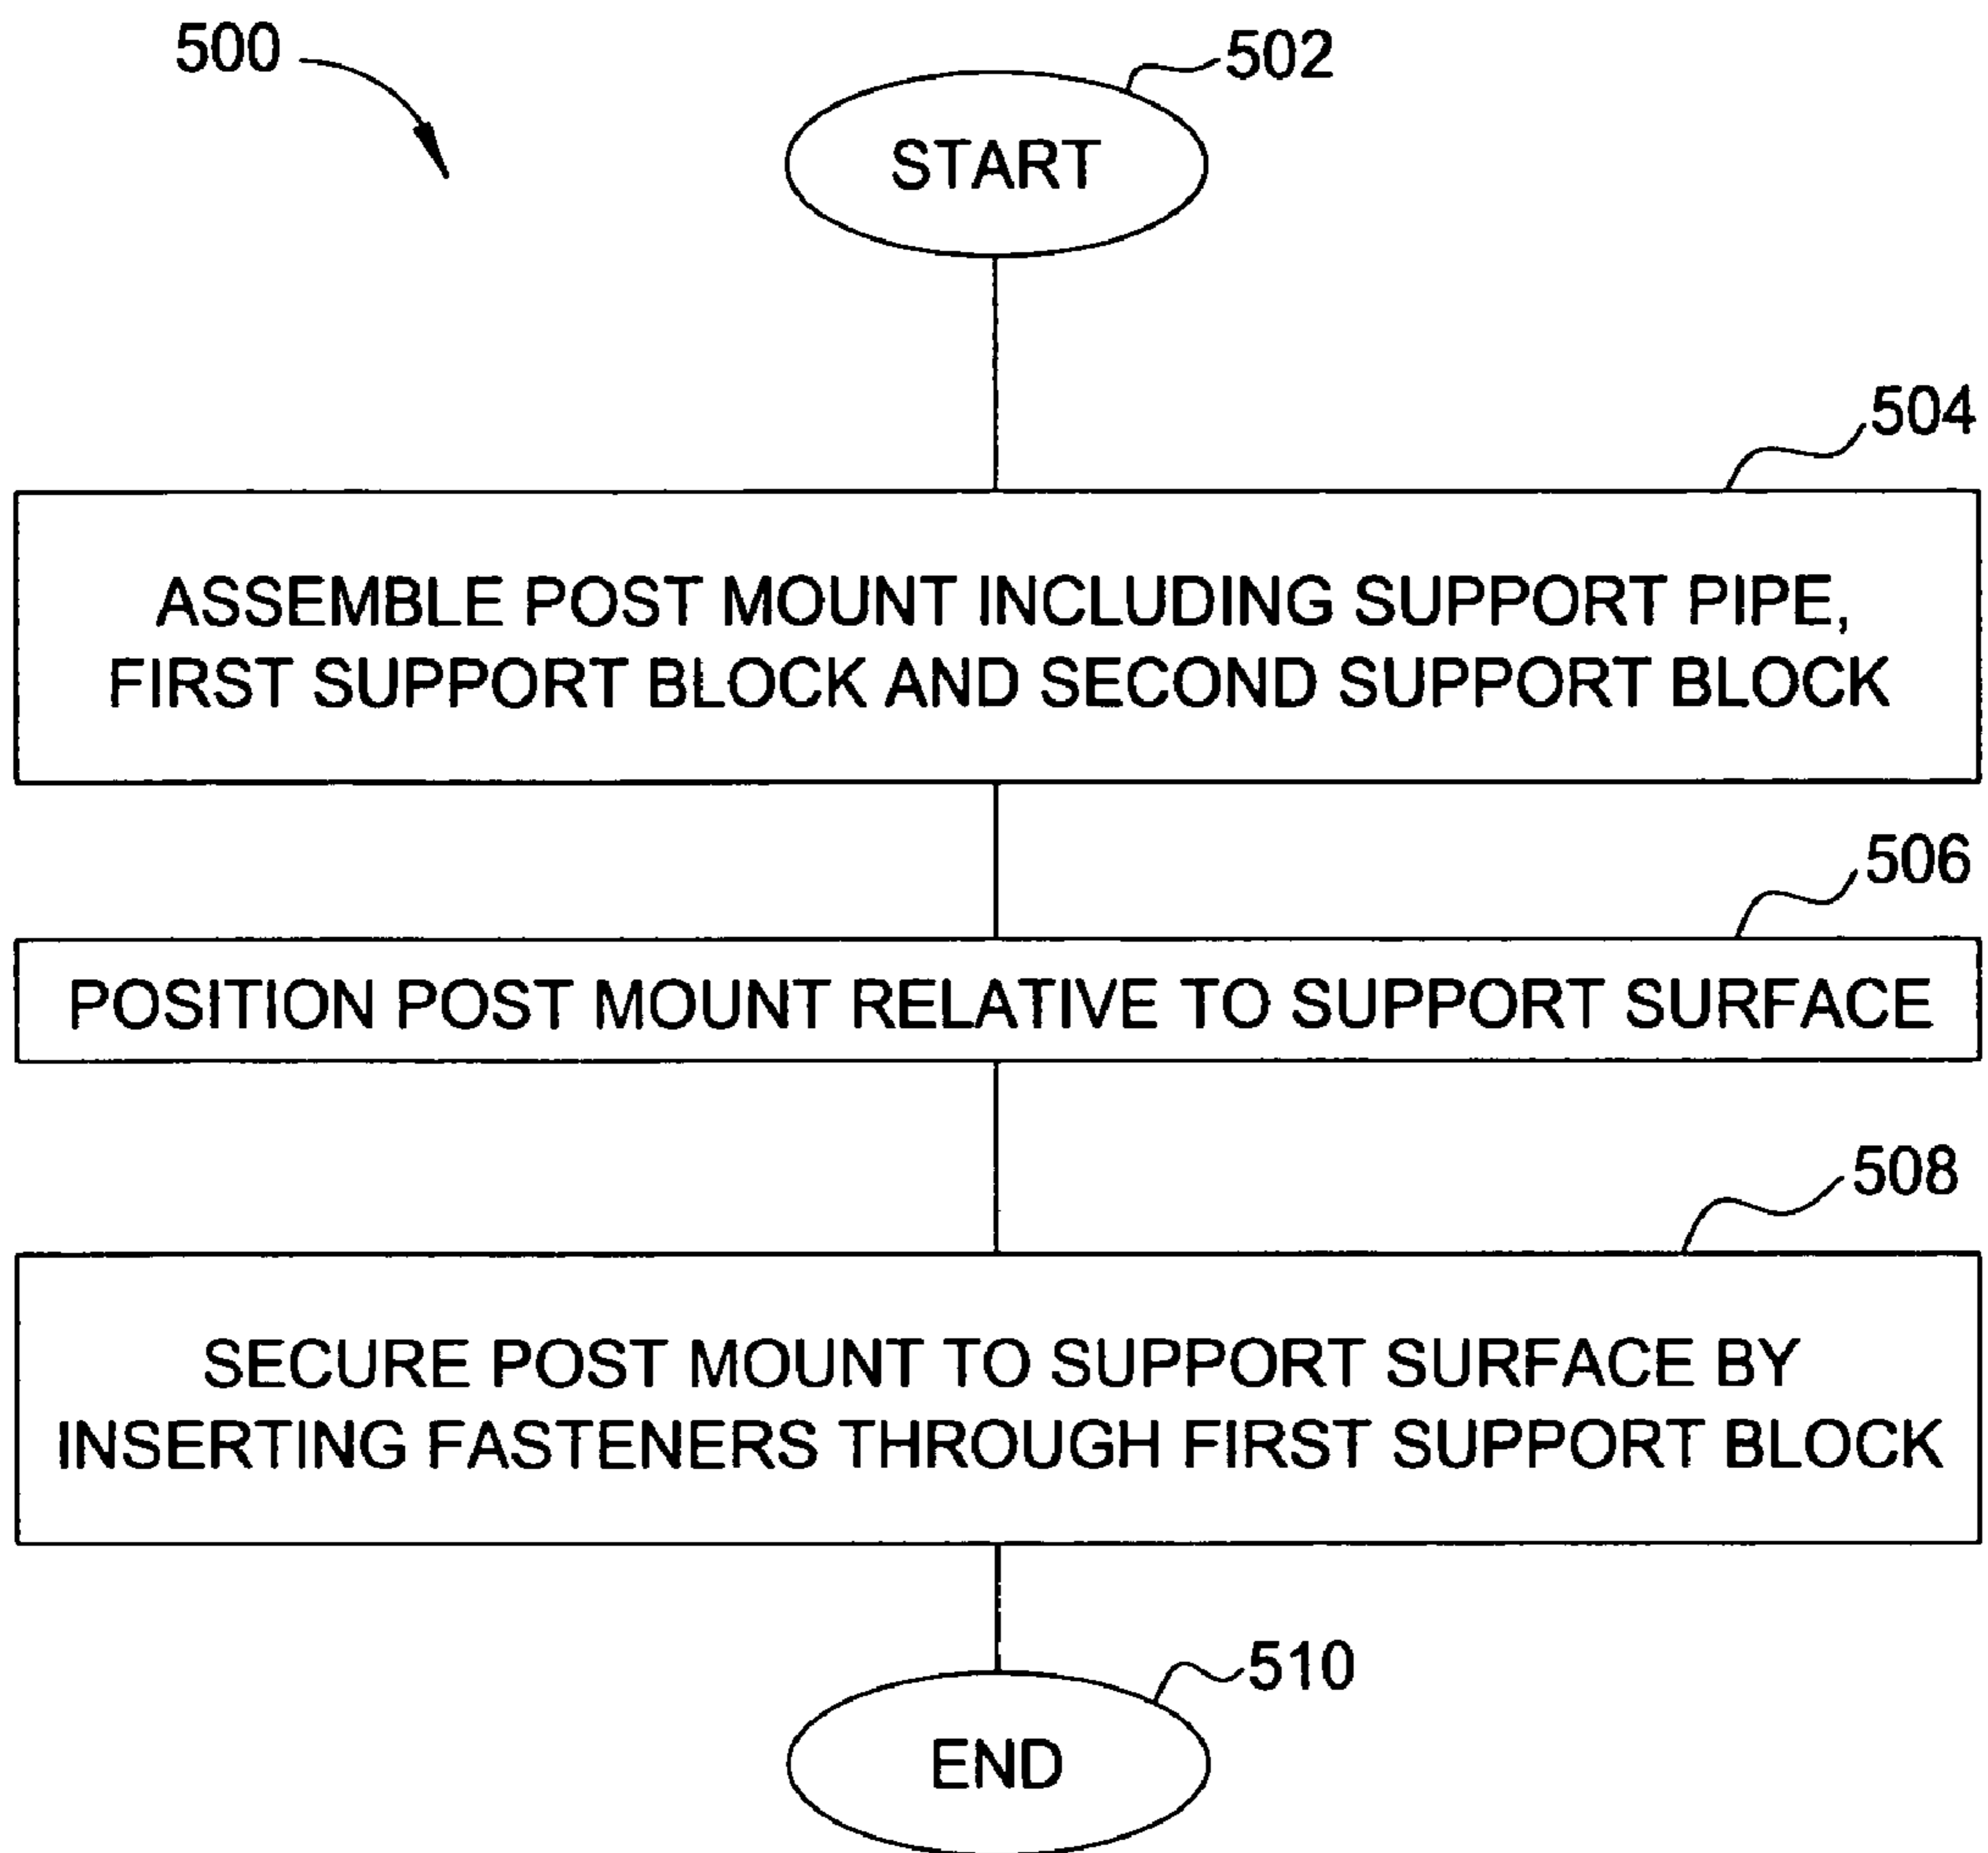 500
502
START
504
ASSEMBLE POST MOUNT INCLUDING SUPPORT PIPE,
FIRST SUPPORT BLOCK AND SECOND SUPPORT BLOCK
506
POSITION POST MOUNT RELATIVE TO SUPPORT SURFACE
508
SECURE POST MOUNT TO SUPPORT SURFACE BY
INSERTING FASTENERS THROUGH FIRST SUPPORT BLOCK
510
END